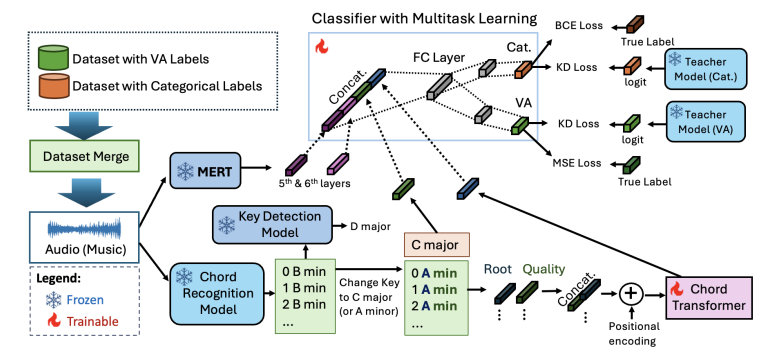 Classifier with Multitask Learning
Dataset with VA Labels
Dataset with Categorical Labels
Dataset Merge
Audio (Music)
Legend:
Frozen
Trainable
MERT
5th & 6th layers
Concat.
FC Layer
Cat.
VA
BCE Loss
True Label
KD Loss
logit
Teacher
Model (Cat.)
KD Loss
logit
Teacher
Model (VA)
MSE Loss
True Label
Key Detection
Model
D major
Chord
Recognition
Model
0 B min
1 B min
2 B min
...
Change Key
to C major
(or A minor)
C major
0 A min
1 A min
2 A min
...
Root
Quality
Concat.
+
Positional
encoding
Chord
Transformer